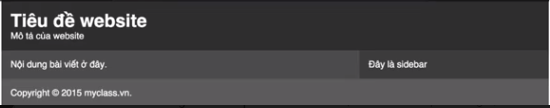 Tiêu đề website
Mô tả của website
Nội dung bài viết ở đây.
Đây là sidebar
Copyright © 2015 myclass.vn.